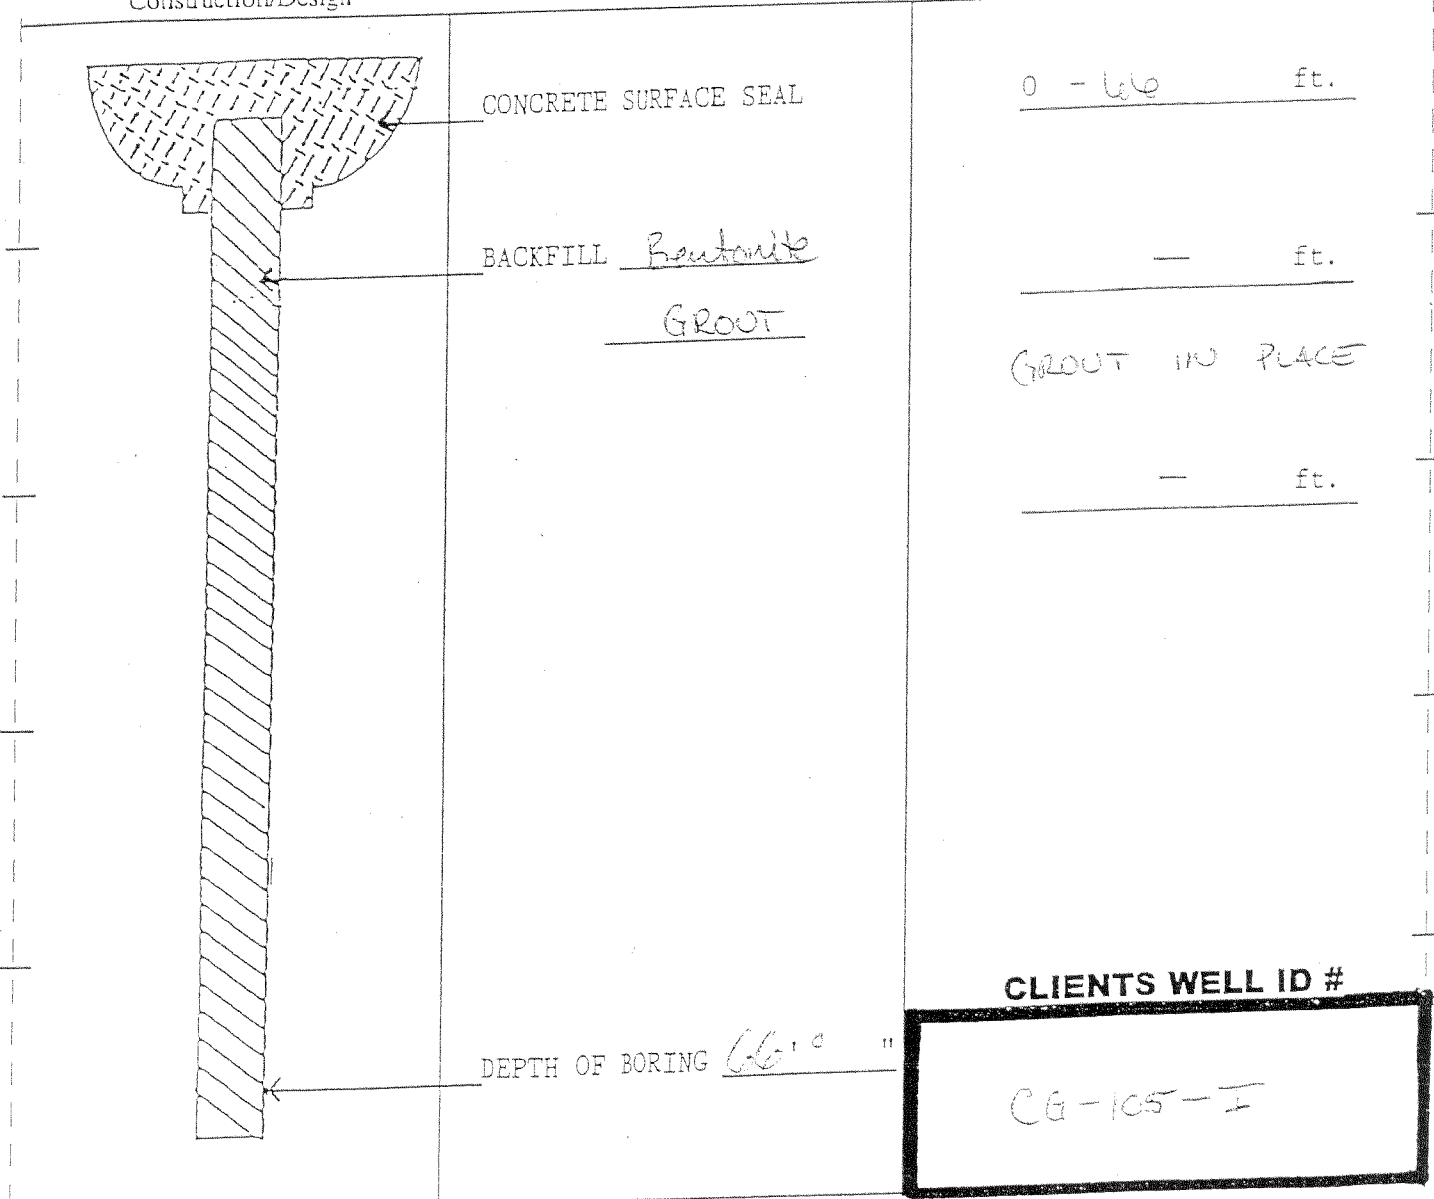 Construction/Design
CONCRETE SURFACE SEAL
0 - 66 ft.
BACKFILL Bentonite
- ft.
GROUT
GROUT IN PLACE
- ft.
CLIENTS WELL ID #
DEPTH OF BORING 66' 0 "
CG-105-I